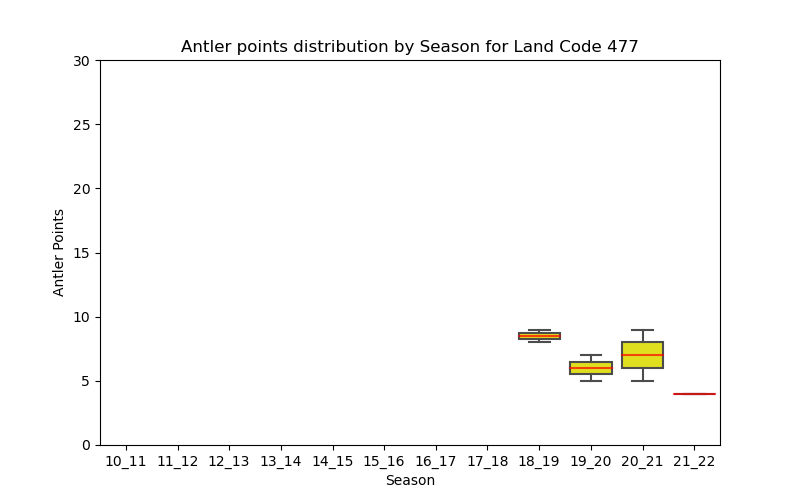 Antler points distribution by Season for Land Code 477
30
25
20
15
10
5
0
Antler Points
10_11 11_12 12_13 13_14 14_15 15_16 16_17 17_18 18_19 19_20 20_21 21_22
Season